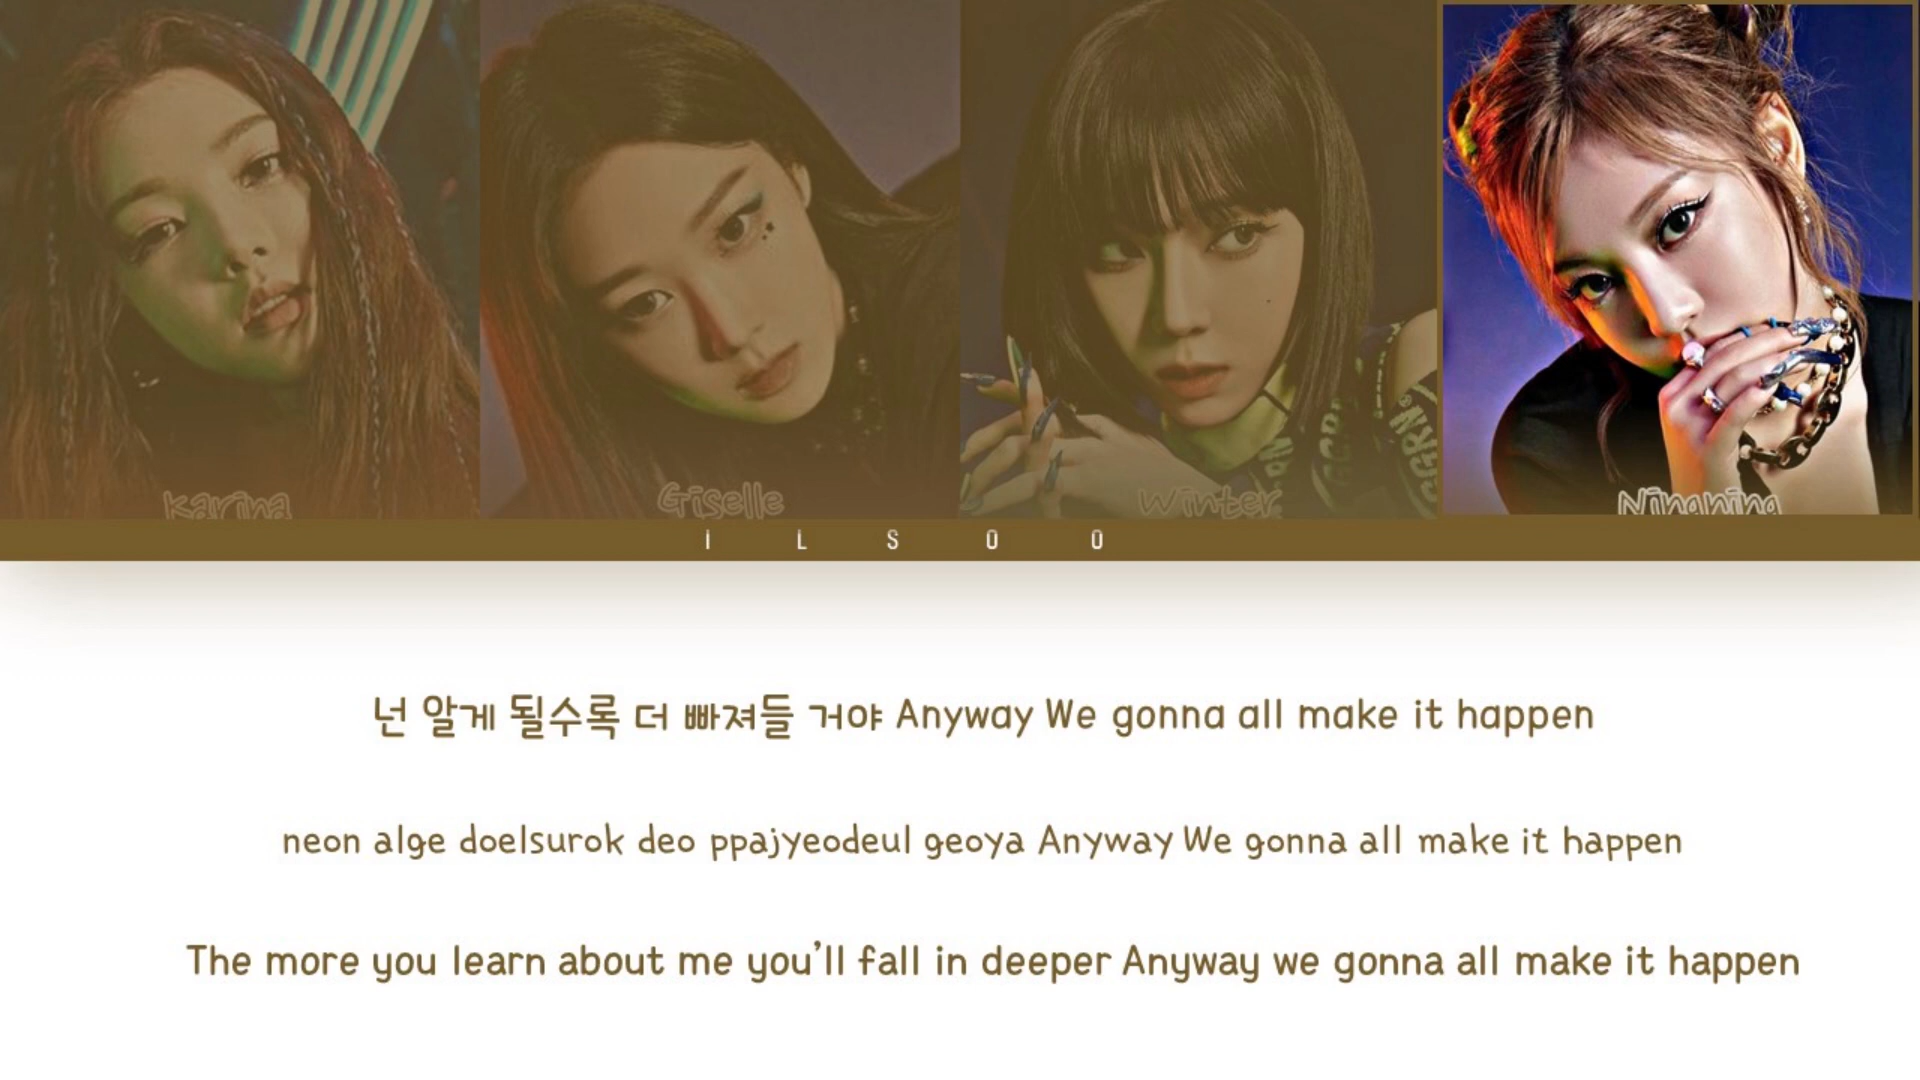 Karina
Giselle
Winter
Ningning
I L S O O
넌 알게 될수록 더 빠져들 거야 Anyway We gonna all make it happen
neon alge doelsurok deo ppajyeodeul geoya Anyway We gonna all make it happen
The more you learn about me you’ll fall in deeper Anyway we gonna all make it happen